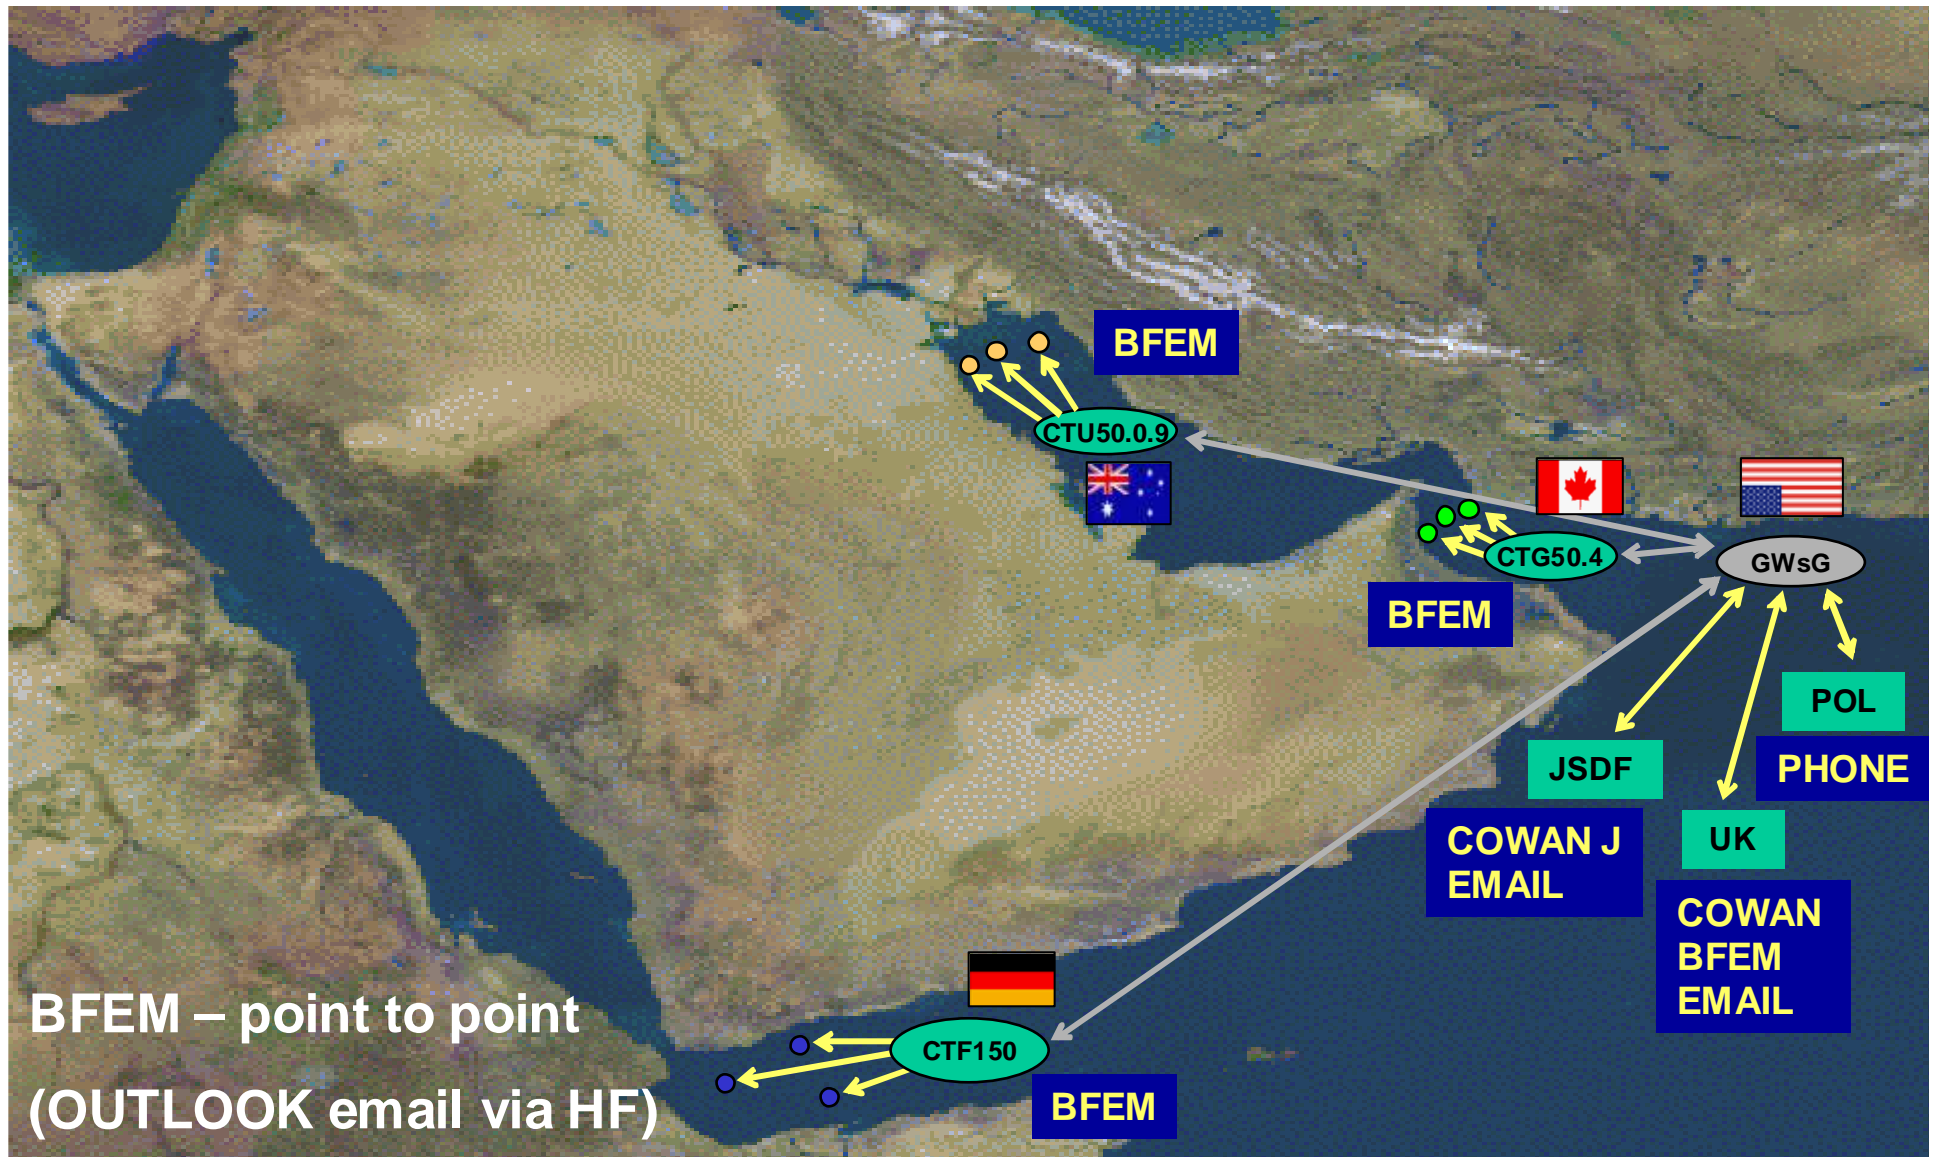 BFEM
CTU50.0.9
CTG50.4
GWsG
BFEM
POL
PHONE
JSDF
COWAN J
EMAIL
UK
COWAN
BFEM
EMAIL
BFEM – point to point
(OUTLOOK email via HF)
CTF150
BFEM